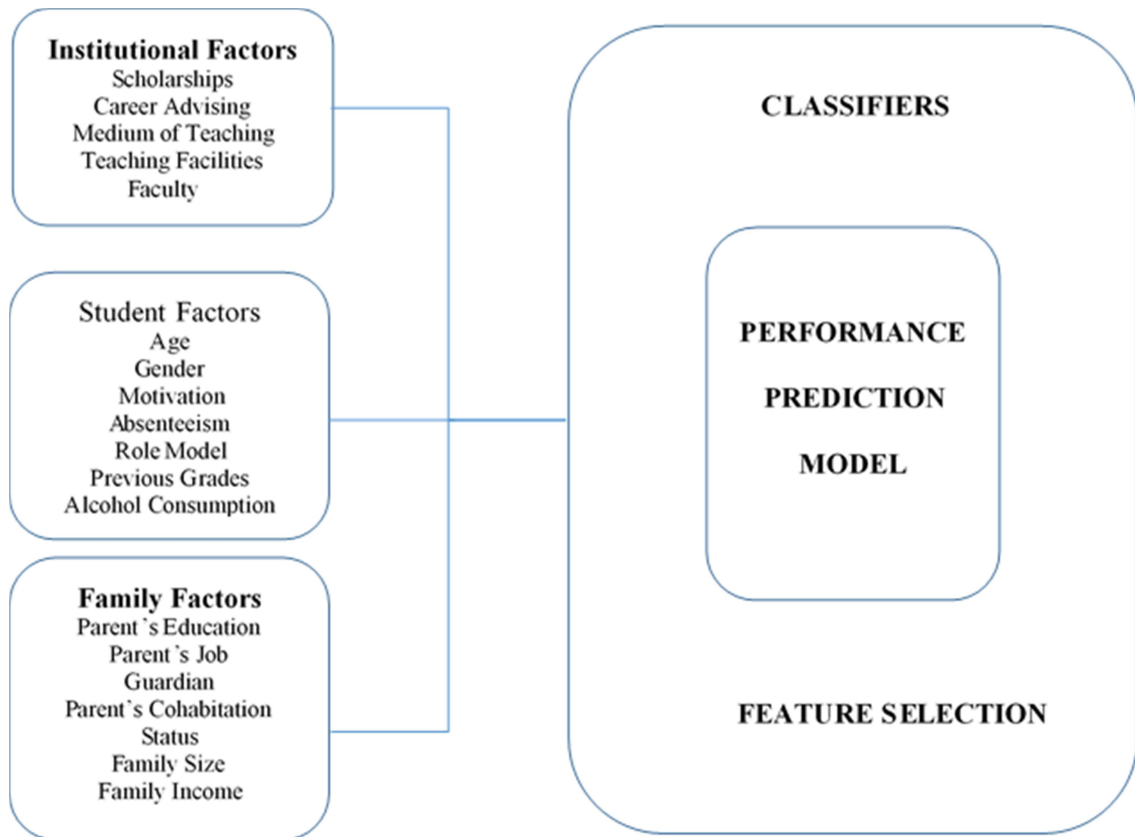 Institutional Factors
Scholarships
Career Advising
Medium of Teaching
Teaching Facilities
Faculty
Student Factors
Age
Gender
Motivation
Absenteeism
Role Model
Previous Grades
Alcohol Consumption
Family Factors
Parent`s Education
Parent`s Job
Guardian
Parent`s Cohabitation
Status
Family Size
Family Income
CLASSIFIERS
PERFORMANCE
PREDICTION
MODEL
FEATURE SELECTION